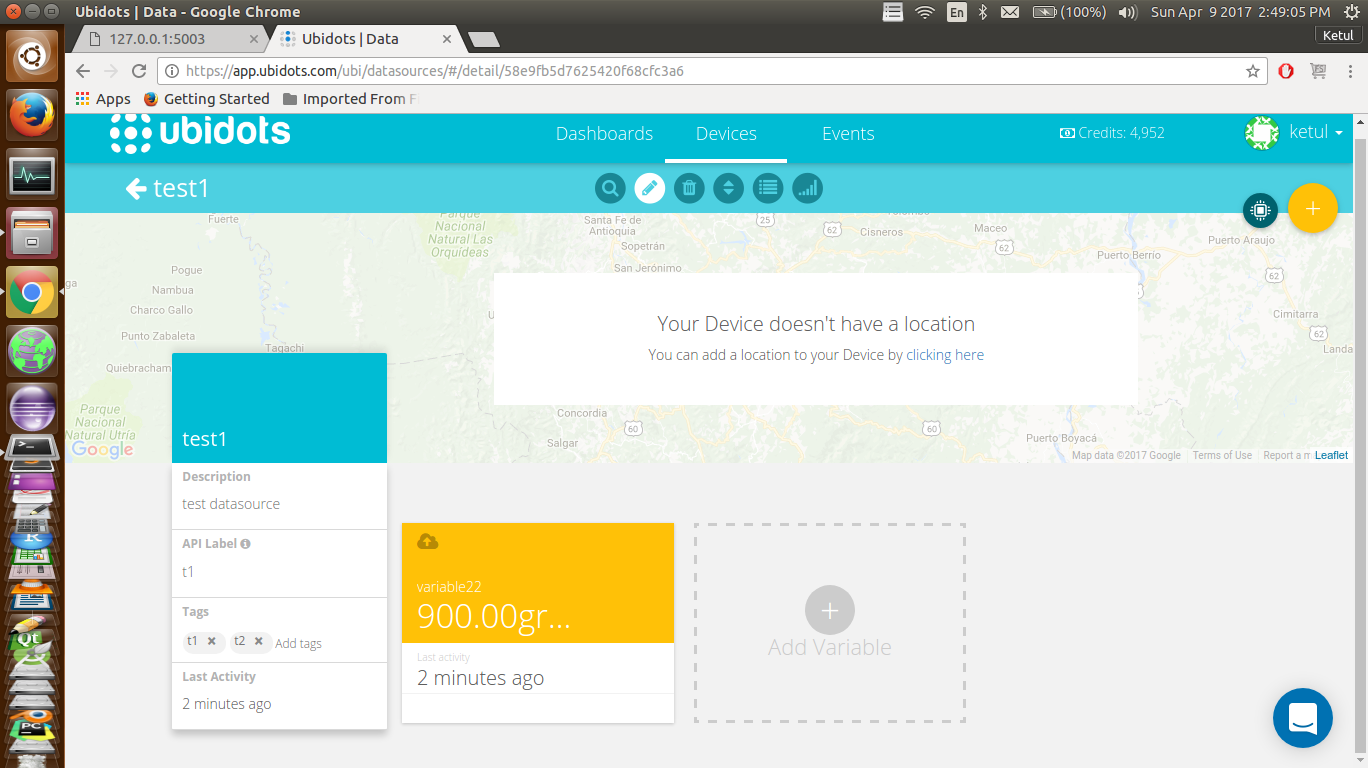 Ubidots | Data - Google Chrome
En
(100%)
Sun Apr 9 2017 2:49:05 PM
127.0.0.1:5003
Ubidots | Data
Ketul
https://app.ubidots.com/ubi/datasources/#/detail/58e9fb5d7625420f68cfc3a6
Apps
Getting Started
Imported From F
ubidots
Dashboards
Devices
Events
Credits: 4,952
ketul
test1
Fuerte
Parque
Nacional
Natural Las
Orquídeas
Santa Fe de
Antioquia
25
62
Cisneros
Maceo
62
Sopetrán
Puerto Araujo
Puerto Berrío
San Jerónimo
Pogue
Nambua
Charco Gallo
Punto Zabaleta
Tagachí
62
Cimitarra
62
Landa
Your Device doesn't have a location
You can add a location to your Device by clicking here
Parque
Nacional
Natural Utría
Concordia
60
60
Salgar
Puerto Boyacá
Google
Map data ©2017 Google
Terms of Use
Report a m
Leaflet
test1
Description
test datasource
API Label
t1
Tags
t1
t2
Add tags
Last Activity
2 minutes ago
variable22
900.00gr...
Last activity
2 minutes ago
Add Variable
Qt
PC